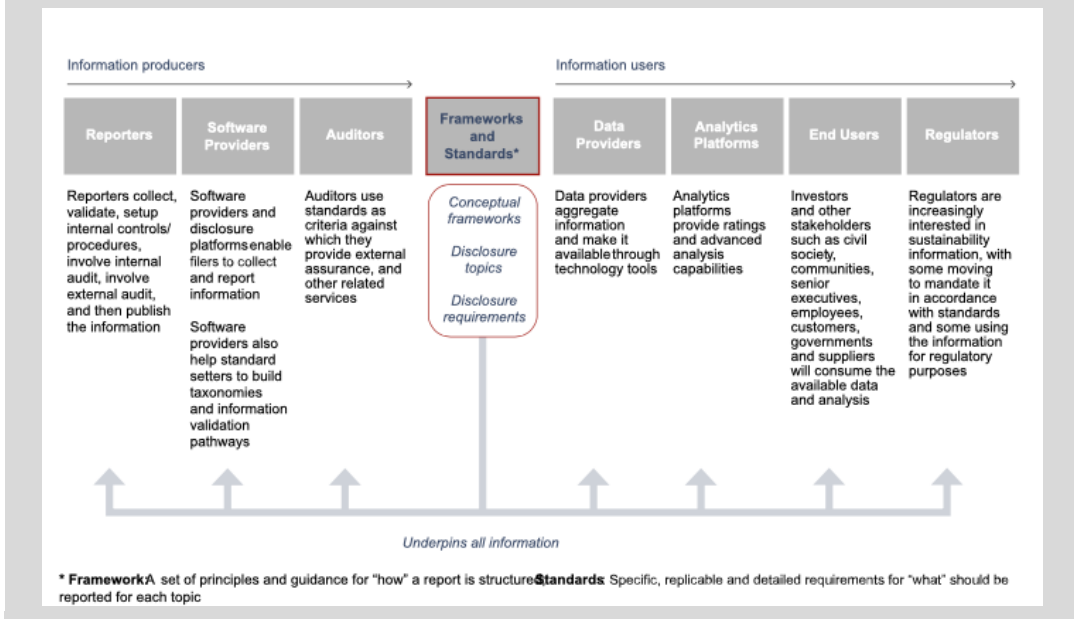 Information producers
Information users
Reporters
Software
Providers
Auditors
Frameworks
and
Standards*
Data
Providers
Analytics
Platforms
End Users
Regulators
Reporters collect,
validate, setup
internal controls/
procedures,
involve internal
audit, involve
external audit,
and then publish
the information
Software
providers and
disclosure
platformsenable
filers to collect
and report
information
Software
providers also
help standard
setters to build
taxonomies
and information
validation
pathways
Auditors use
standards as
criteria against
which they
provide external
assurance, and
other related
services
Conceptual
frameworks
Disclosure
topics
Disclosure
requirements
Data providers
aggregate
information
and make it
availablethrough
technology tools
Analytics
platforms
provide ratings
and advanced
analysis
capabilities
Investors
and other
stakeholders
such as civil
society,
communities,
senior
executives,
employees,
customers,
governments
and suppliers
will consume the
available data
and analysis
Regulators are
increasingly
interested in
sustainability
information, with
some moving
to mandate it
in accordance
with standards
and some using
the information
for regulatory
purposes
Underpins all information
* Framework: A set of principles and guidance for “how” a report is structured; Standards: Specific, replicable and detailed requirements for “what” should be
reported for each topic